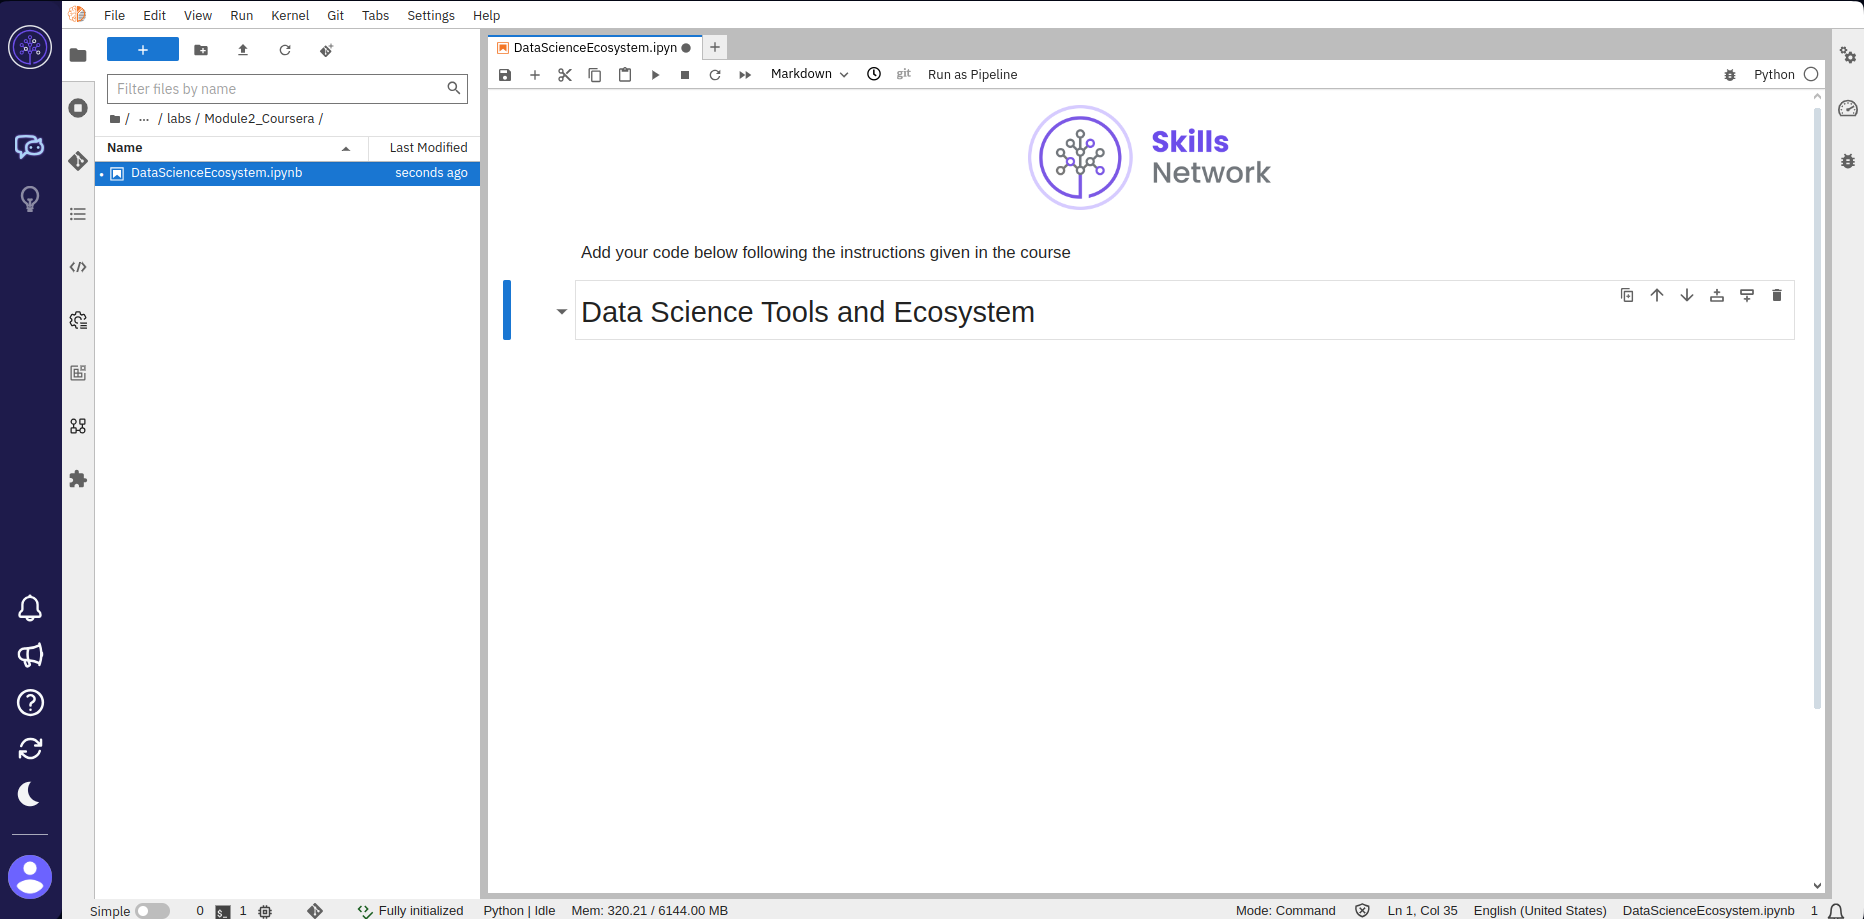 File Edit View Run Kernel Git Tabs Settings Help
Filter files by name
/ ... / labs / Module2_Coursera /
Name Last Modified
DataScienceEcosystem.ipynb seconds ago
DataScienceEcosystem.ipyn
Markdown git Run as Pipeline Python
Skills
Network
Add your code below following the instructions given in the course
Data Science Tools and Ecosystem
Simple 0 $_ 1 Fully initialized Python | Idle Mem: 320.21 / 6144.00 MB Mode: Command Ln 1, Col 35 English (United States) DataScienceEcosystem.ipynb 1